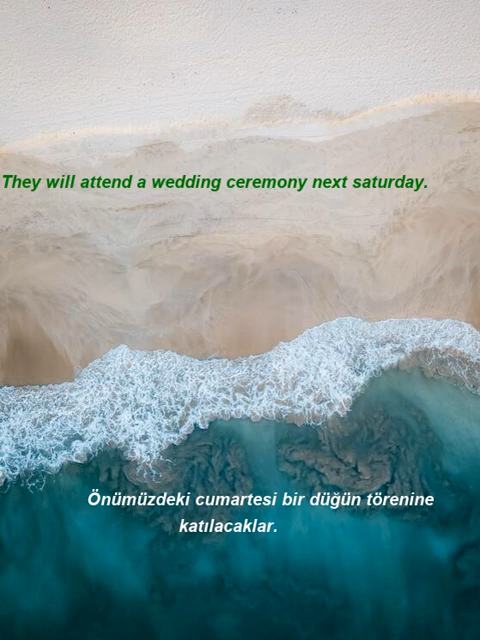 They will attend a wedding ceremony next saturday.
Önümüzdeki cumartesi bir düğün törenine
katılacaklar.